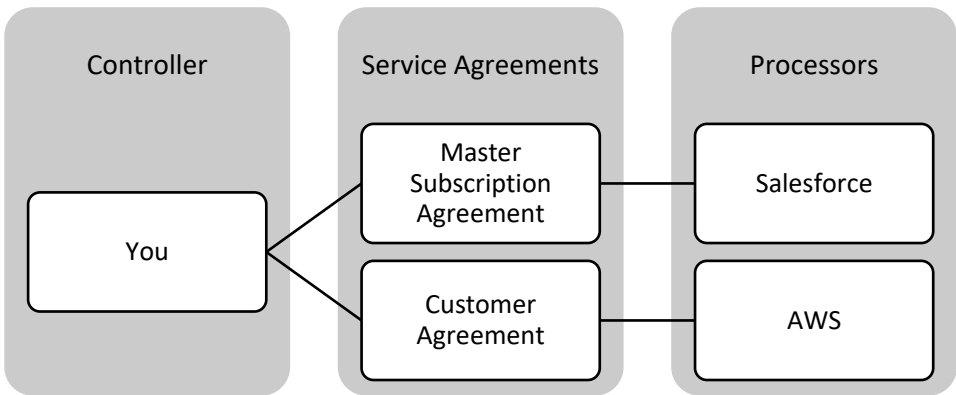 Controller
Service Agreements
Processors
You
Master
Subscription
Agreement
Salesforce
Customer
Agreement
AWS